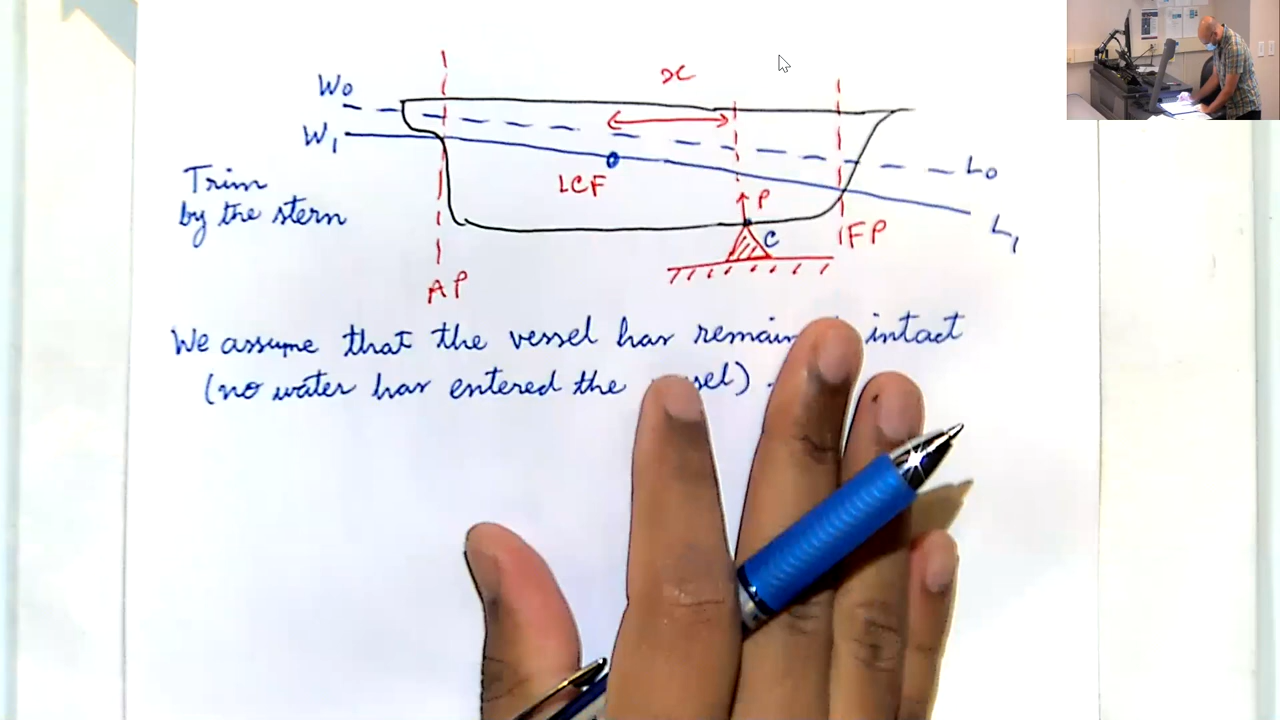 x
W0
W1
L0
Trim
LCF
P
by the stern
C
FP
L1
AP
We assume that the vessel has intact
(no water has entered the